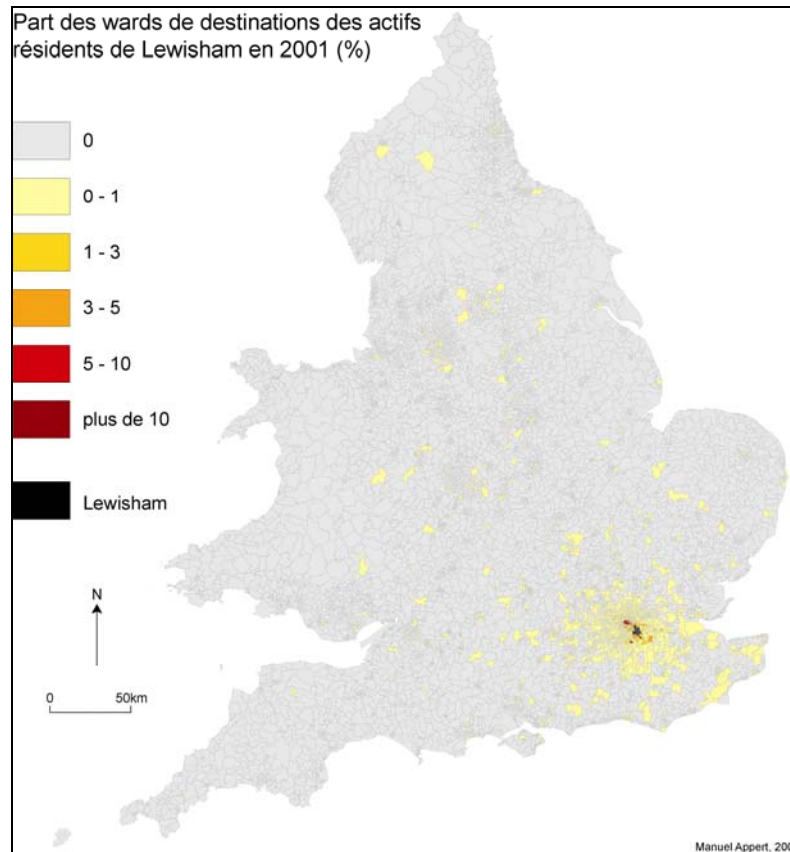 Part des wards de destinations des actifs
résidents de Lewisham en 2001 (%)
0
0 - 1
1 - 3
3 - 5
5 - 10
plus de 10
Lewisham
N
0 50km
Manuel Appert, 200